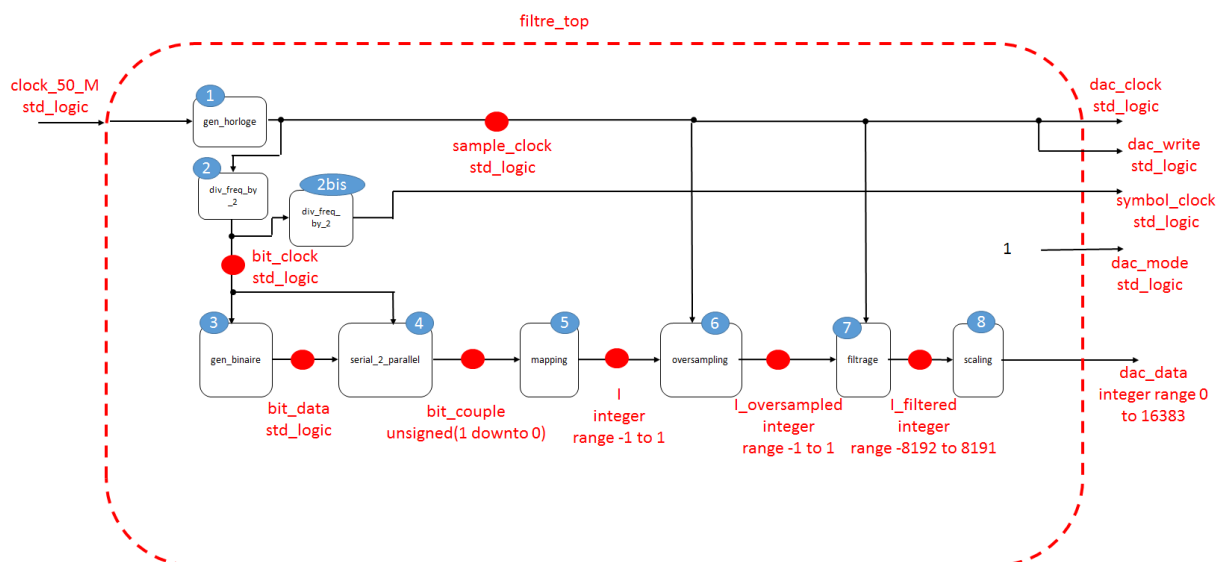 filtre_top
clock_50_M
std_logic
1
gen_horloge
dac_clock
std_logic
sample_clock
std_logic
dac_write
std_logic
2
div_freq_by
_2
2bis
div_freq_
by_2
symbol_clock
std_logic
bit_clock
std_logic
1
dac_mode
std_logic
3
gen_binaire
4
serial_2_parallel
5
mapping
6
oversampling
7
filtrage
8
scaling
bit_data
std_logic
bit_couple
unsigned(1 downto 0)
I
integer
range -1 to 1
I_oversampled
integer
range -1 to 1
I_filtered
integer
range -8192 to 8191
dac_data
integer range 0
to 16383